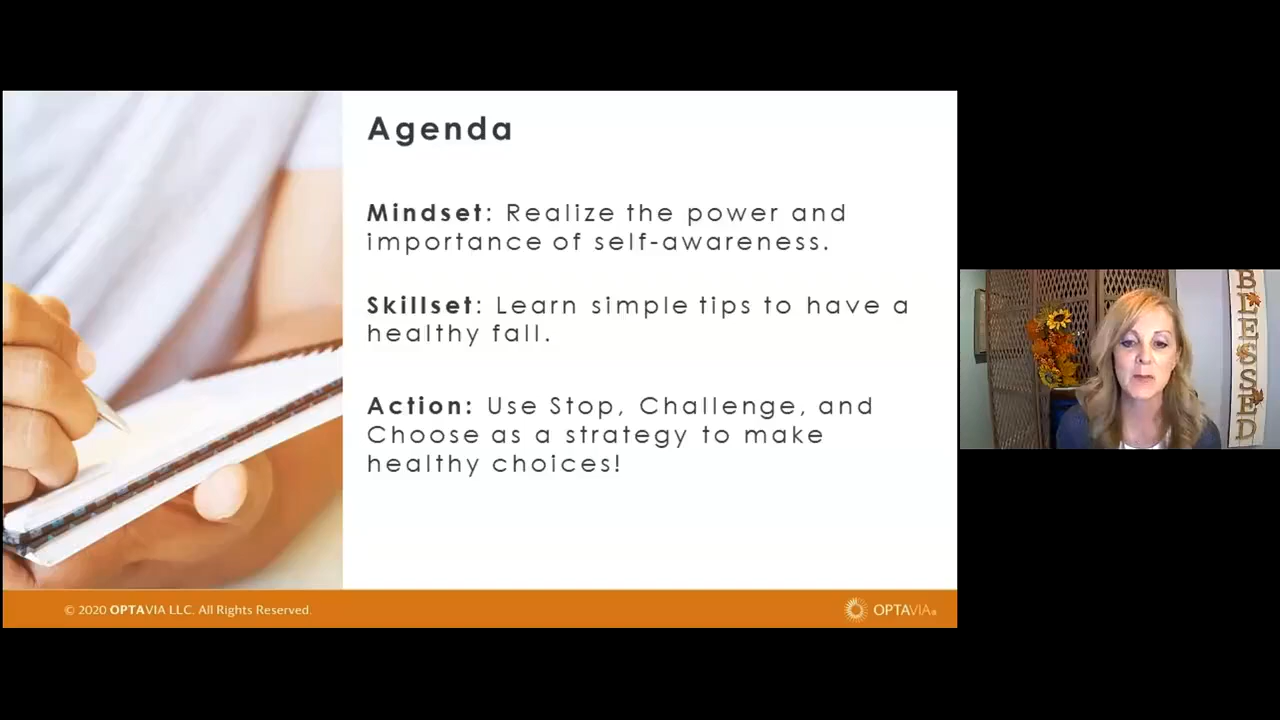 Agenda
Mindset: Realize the power and
importance of self-awareness.
Skillset: Learn simple tips to have a
healthy fall.
Action: Use Stop, Challenge, and
Choose as a strategy to make
healthy choices!
© 2020 OPTAVIA LLC. All Rights Reserved.
OPTAVIA®
BLESSED